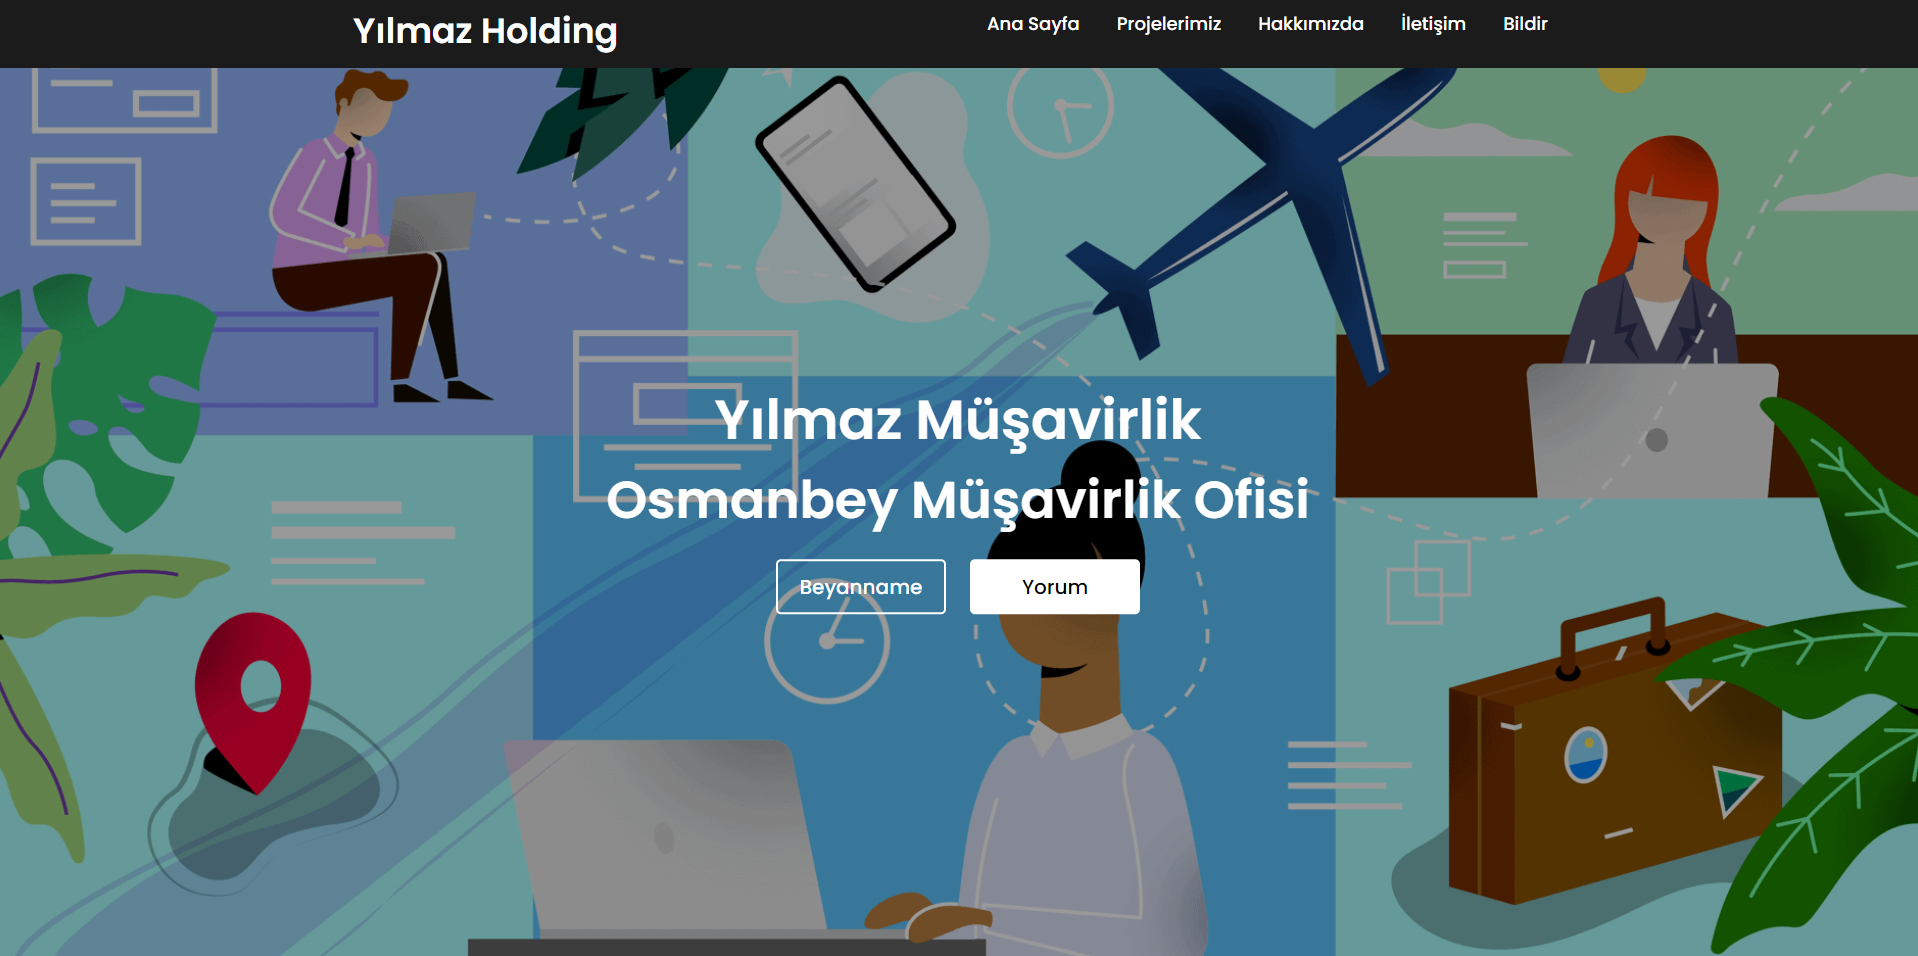 Yılmaz Holding
Ana Sayfa Projelerimiz Hakkımızda İletişim Bildir
Yılmaz Müşavirlik
Osmanbey Müşavirlik Ofisi
Beyanname Yorum